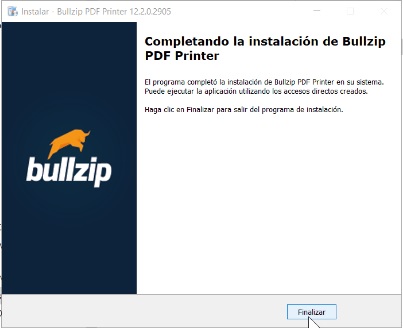 Instalar - Bullzip PDF Printer 12.2.0.2905
Completando la instalación de Bullzip
PDF Printer
El programa completó la instalación de Bullzip PDF Printer en su sistema.
Puede ejecutar la aplicación utilizando los accesos directos creados.
Haga clic en Finalizar para salir del programa de instalación.
bullzip
Finalizar